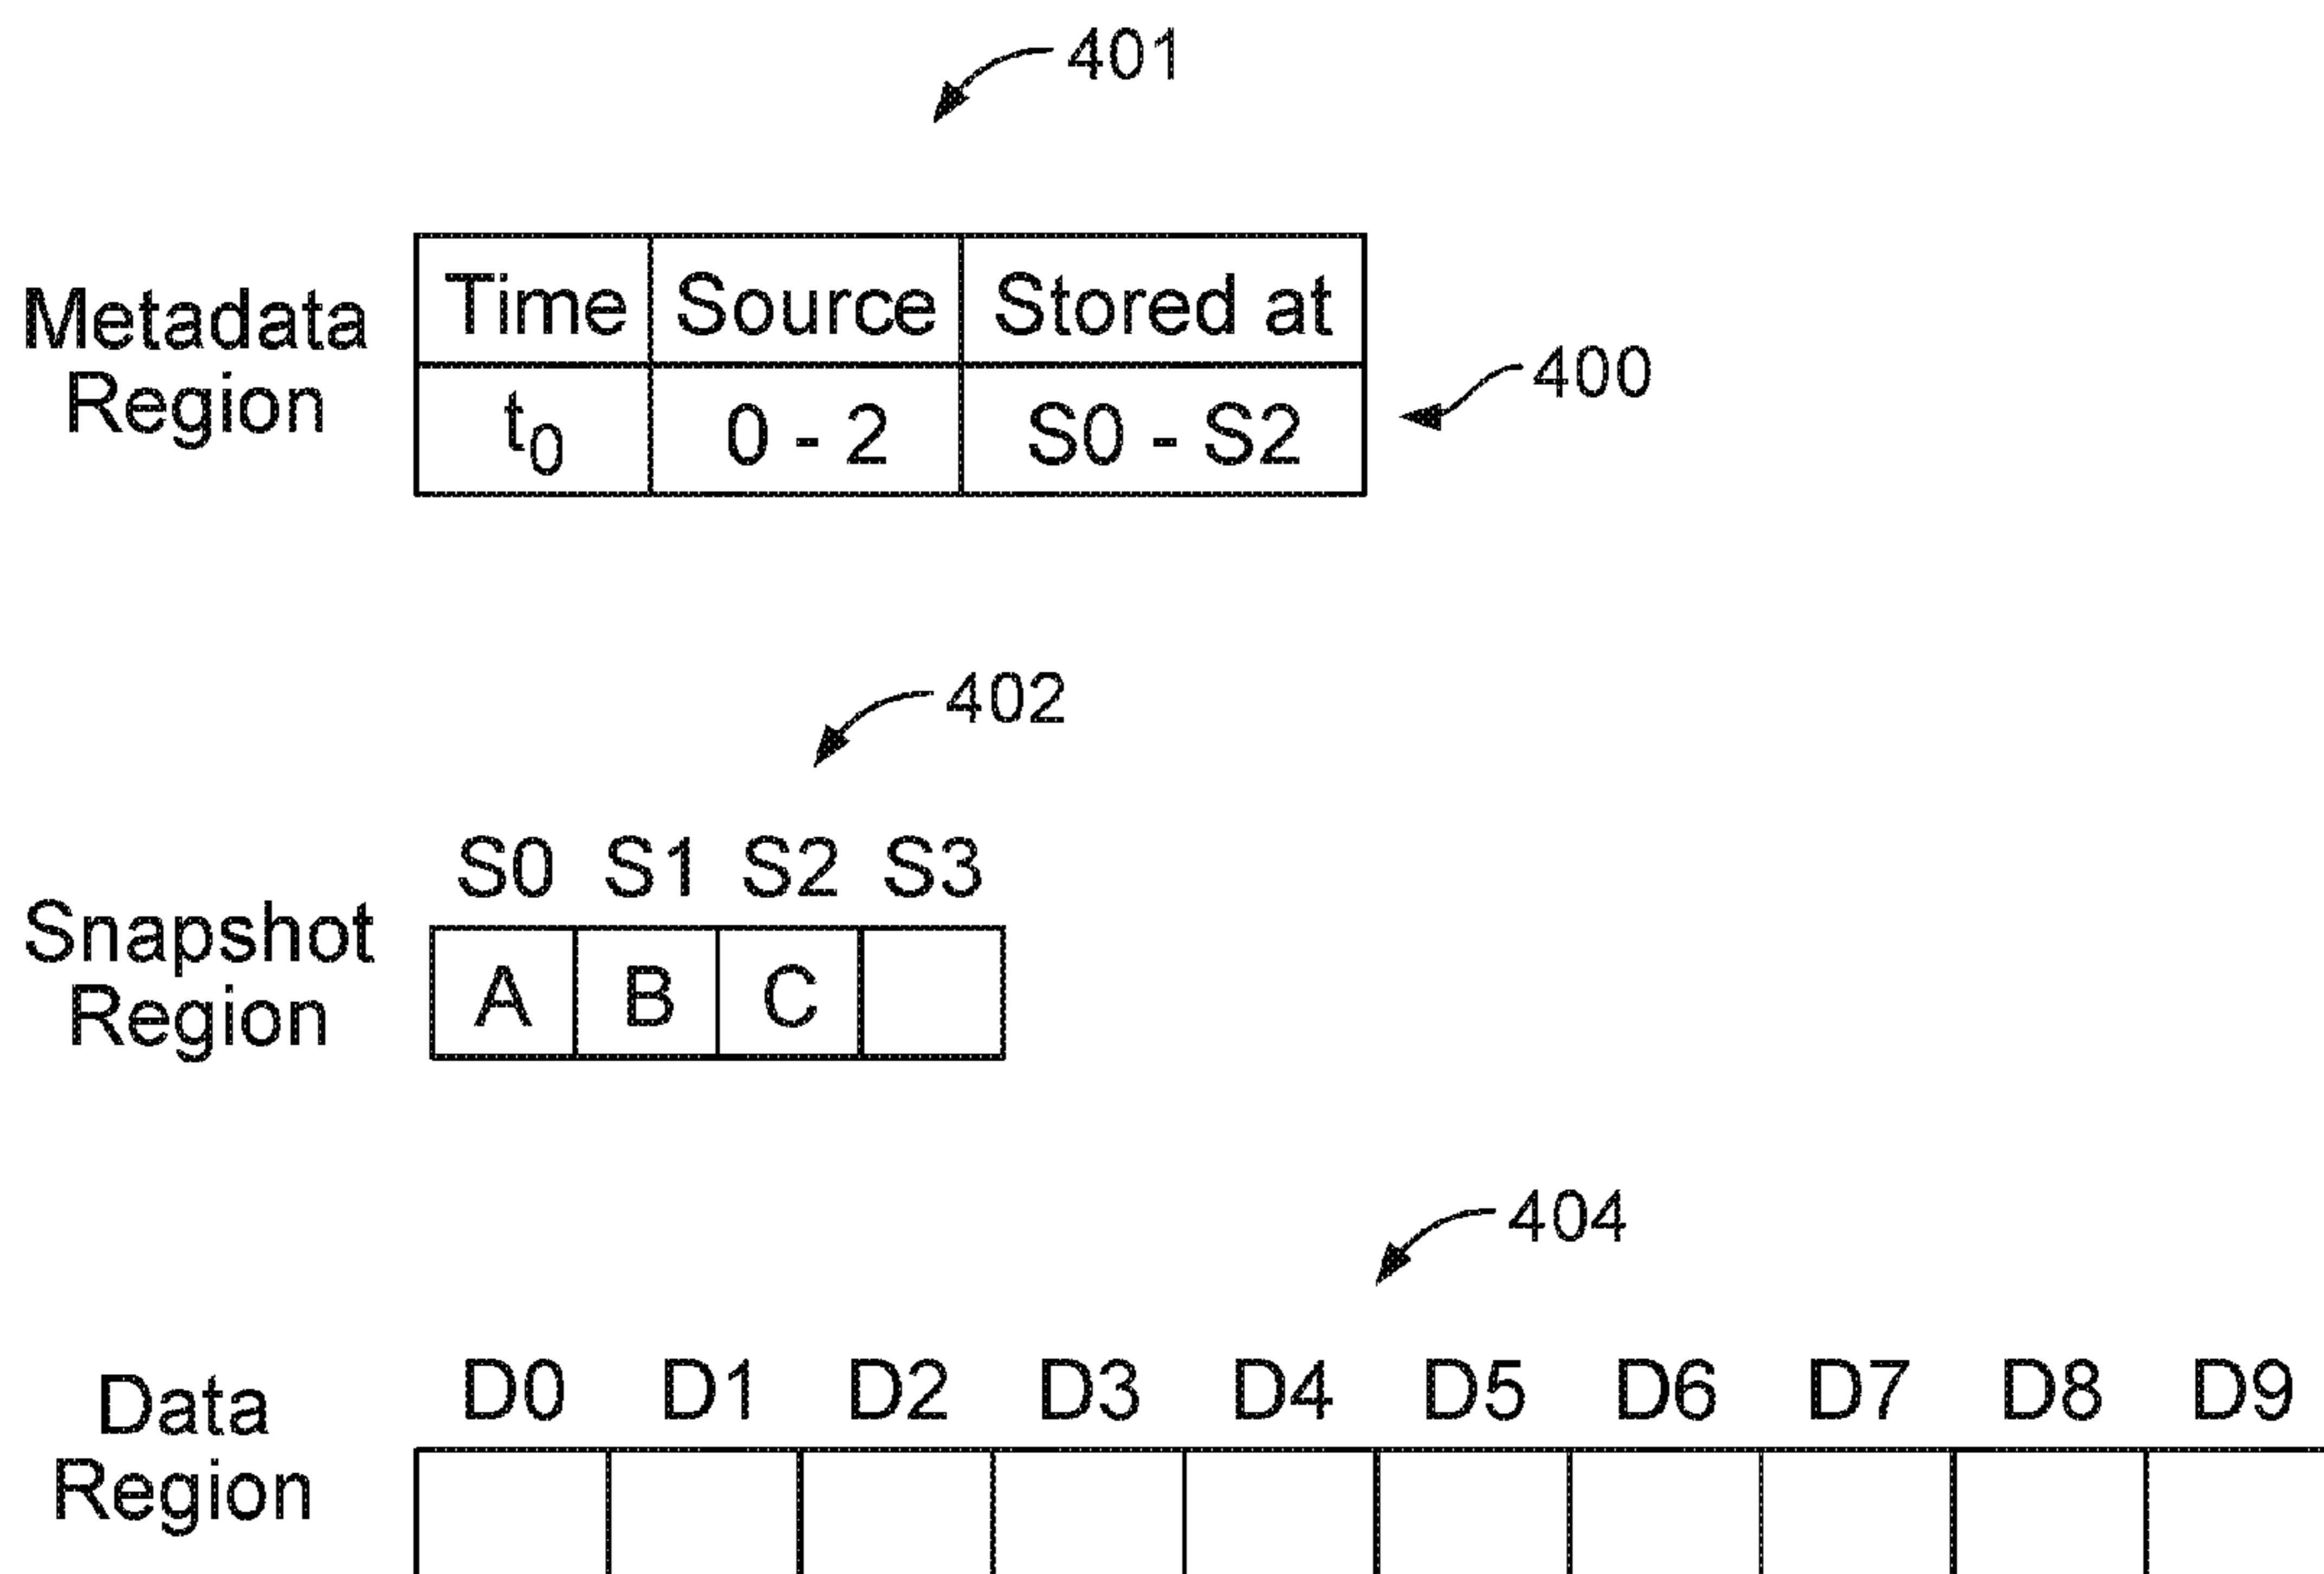 401
Metadata Region
Time Source Stored at
t₀ 0 - 2 S0 - S2
400
402
S0 S1 S2 S3
Snapshot Region
A B C
404
Data Region
D0 D1 D2 D3 D4 D5 D6 D7 D8 D9